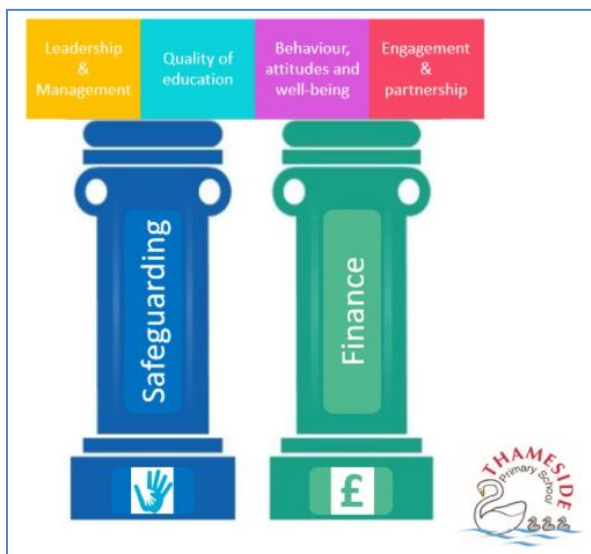 Leadership
&
Management
Quality of
education
Behaviour,
attitudes and
well-being
Engagement
&
partnership
Safeguarding
Finance
£
THAMESIDE
Primary School